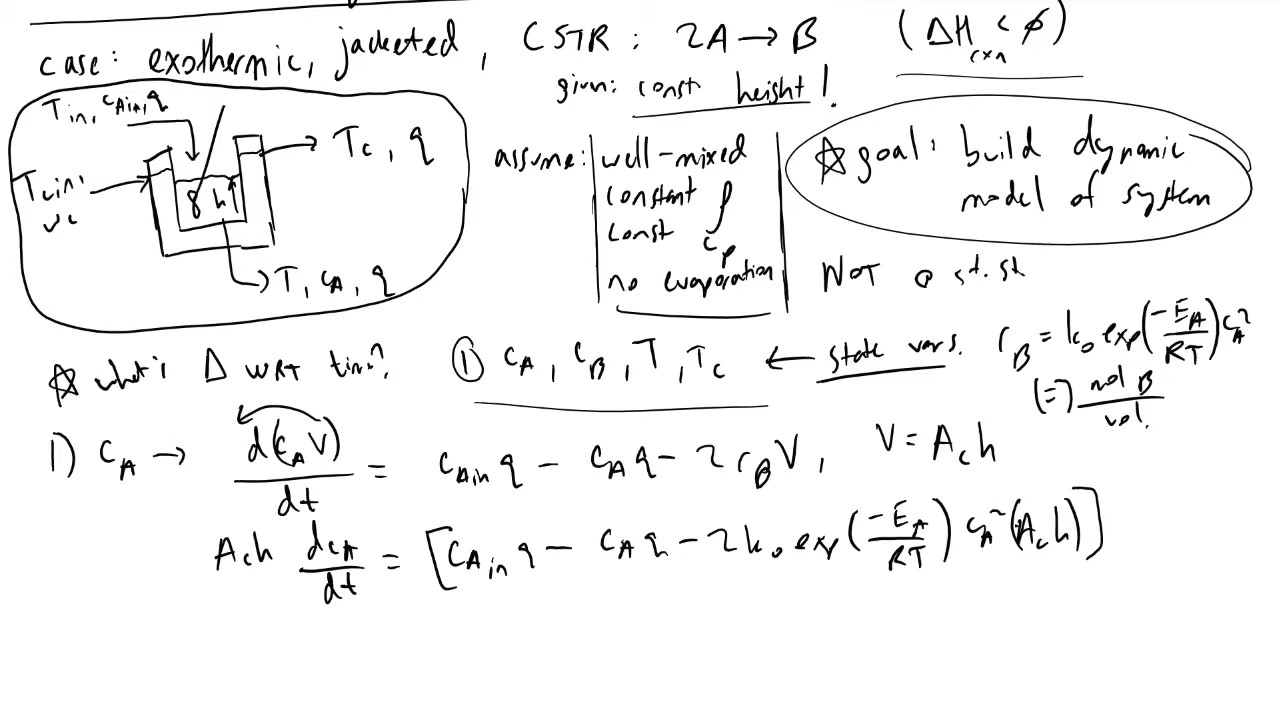 case: exothermic, jacketed, CSTR: 2A → B (ΔH_rxn < 0)
given: const height!
T_in, c_Ain, q
T_c, q
T_cin,
v_c
h
T, c_A, q
assume: well-mixed
constant ρ
const c_p
no evaporation
☆ goal: build dynamic
model of system
NOT @ st. st
☆ what's Δ WRT time? ① c_A, c_B, T, T_c ← state vars. r_B = k_0 exp(-E_A/RT) c_A^2
(=) mol B/vol.
1) c_A → d(c_A V)/dt = c_Ain q - c_A q - 2 r_B V, V = A_c h
A_c h dc_A/dt = [c_Ain q - c_A q - 2 k_0 exp(-E_A/RT) c_A^2 (A_c h)]